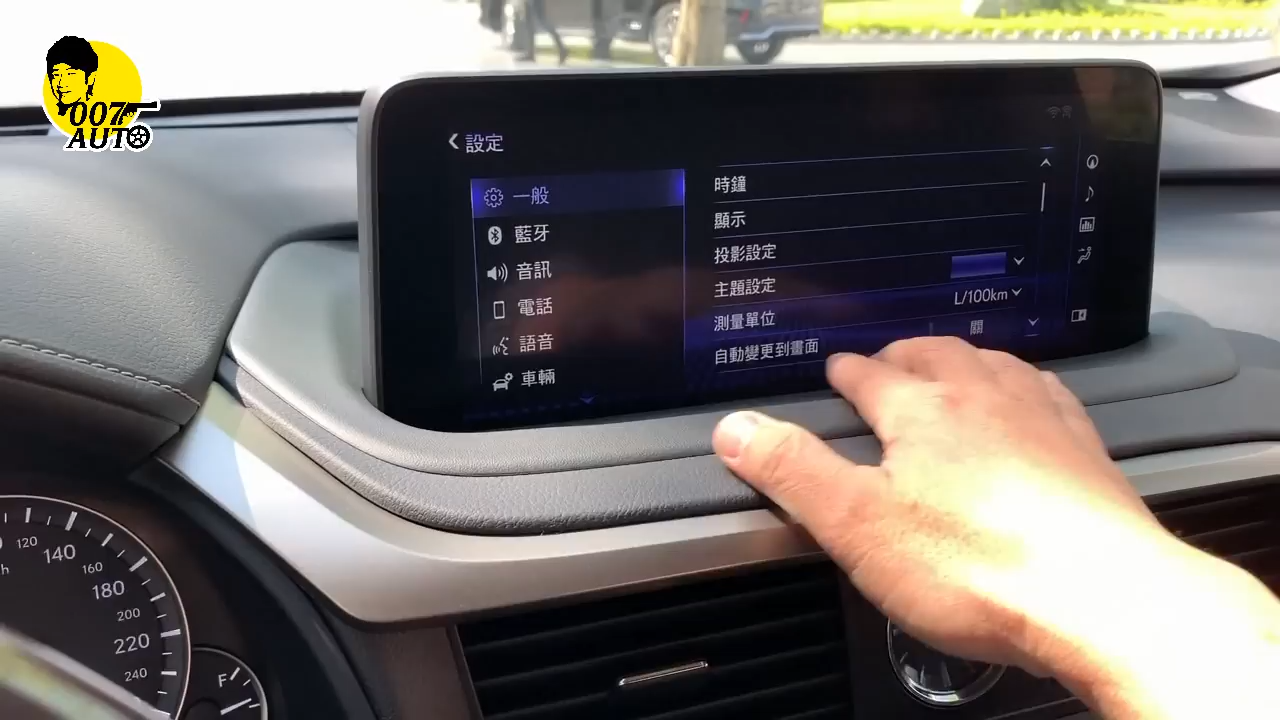 007
AUTO
設定
一般
藍牙
音訊
電話
語音
車輛
時鐘
顯示
投影設定
主題設定
測量單位
L/100km
自動變更到畫面
關
120
140
160
180
200
220
240
F
h